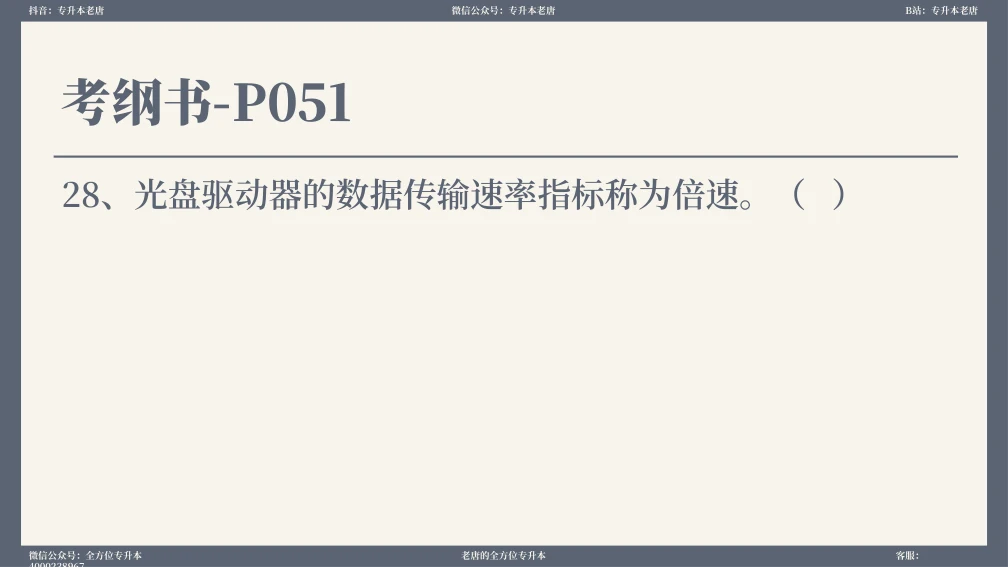 抖音：专升本老唐
微信公众号：专升本老唐
B站：专升本老唐
考纲书-P051
28、光盘驱动器的数据传输速率指标称为倍速。（ ）
微信公众号：全方位专升本
老唐的全方位专升本
客服：
4000238967